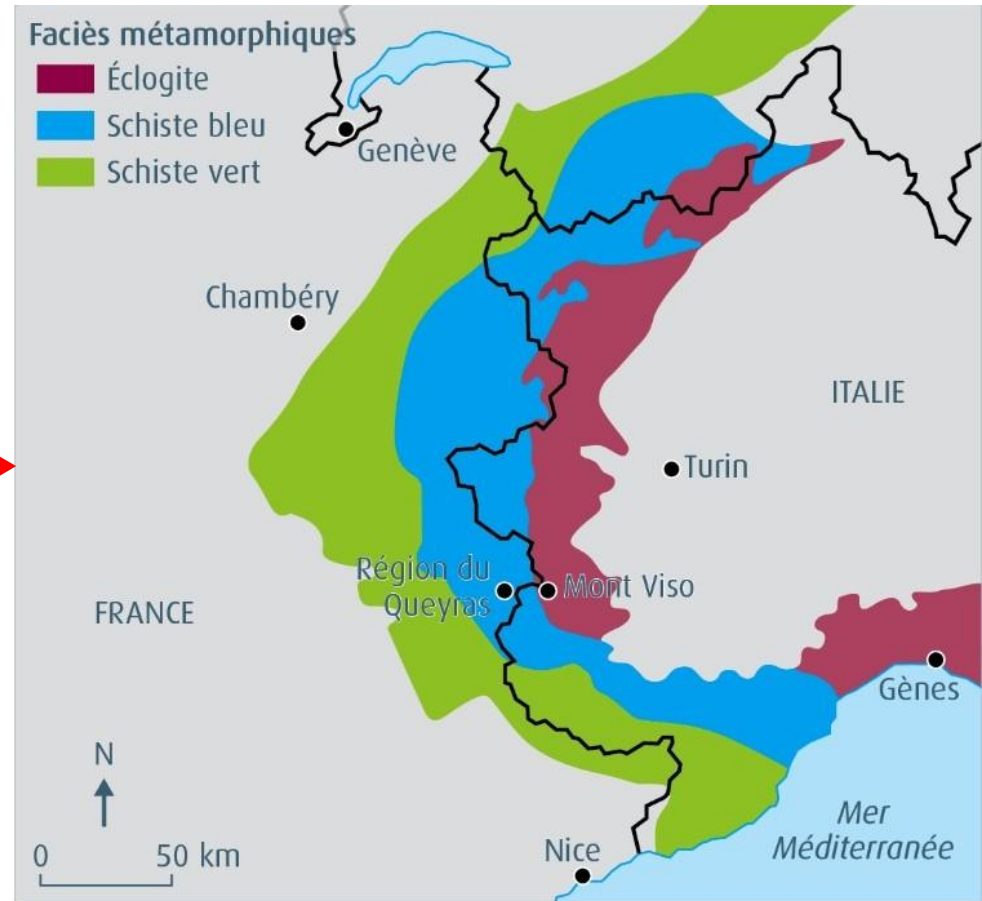 Faciès métamorphiques
Éclogite
Schiste bleu
Schiste vert
Genève
Chambéry
ITALIE
Turin
Région du
Queyras
Mont Viso
FRANCE
Gènes
N
0 50 km
Nice
Mer
Méditerranée